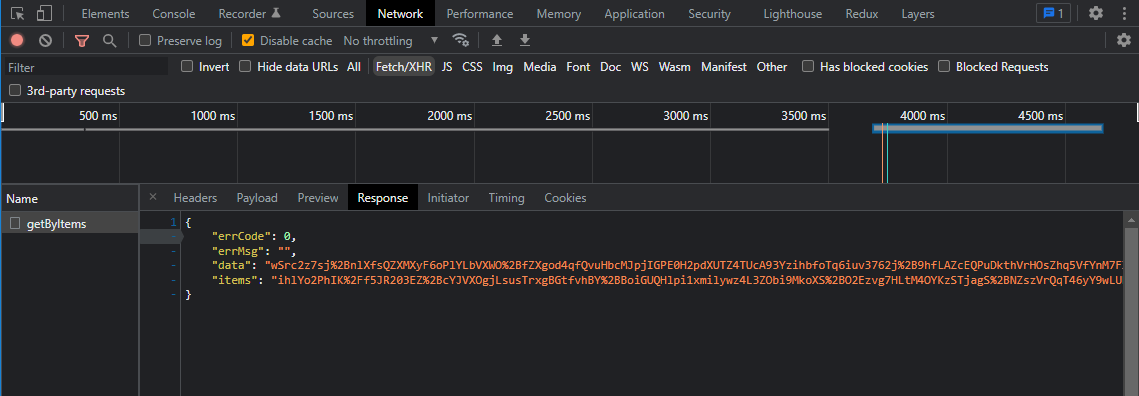 Elements Console Recorder Sources Network Performance Memory Application Security Lighthouse Redux Layers 1
Preserve log Disable cache No throttling
Filter Invert Hide data URLs All Fetch/XHR JS CSS Img Media Font Doc WS Wasm Manifest Other Has blocked cookies Blocked Requests
3rd-party requests
500 ms 1000 ms 1500 ms 2000 ms 2500 ms 3000 ms 3500 ms 4000 ms 4500 ms
Name × Headers Payload Preview Response Initiator Timing Cookies
getByItems
1 {
- "errCode": 0,
- "errMsg": "",
- "data": "wSrc2z7sj%2BnlXfsQZXMXyF6oPlYLbVXWO%2BfZXgod4qfQvuHbcMJpjIGPE0H2pdXUTZ4TUcA93YzihbfoTq6iuv3762j%2B9hfLAZcEQPuDkthVrHOsZhq5VfYnM7F
- "items": "ihlYo2PhIK%2Ff5JR203EZ%2BcYJVXOgjLsusTrxgBGtfvhBY%2BBoiGUQHlpi1xmilywz4L3ZObi9MkoXS%2BO2Ezvg7HLtM4OYKzSTjagS%2BNZszVrQqT46yY9wLU
- }